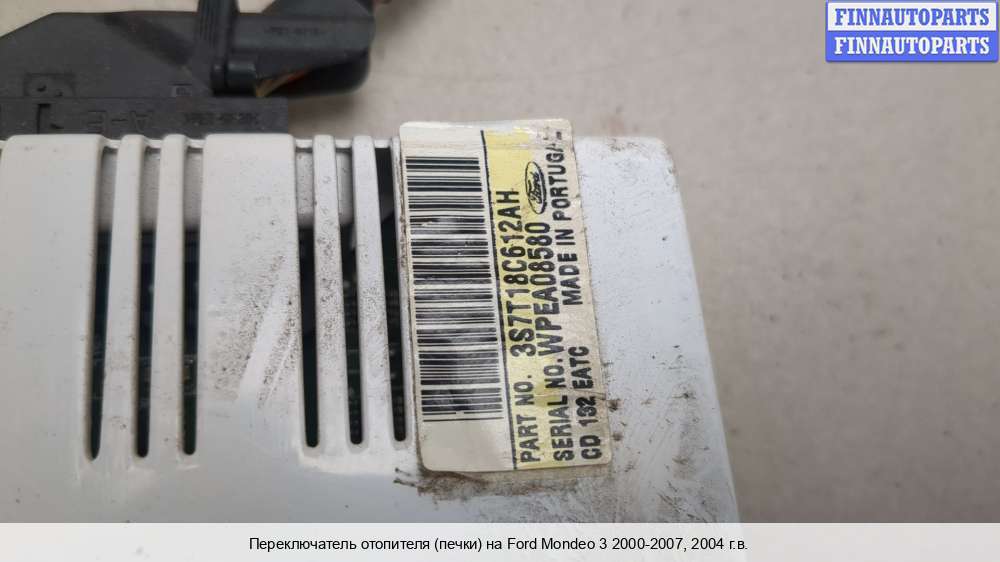 FINNAUTOPARTS
FINNAUTOPARTS
PART NO. 3S7T18C612AH
SERIAL NO. WPEA08580
CD 132 EATC MADE IN PORTUGAL
Ford
Переключатель отопителя (печки) на Ford Mondeo 3 2000-2007, 2004 г.в.